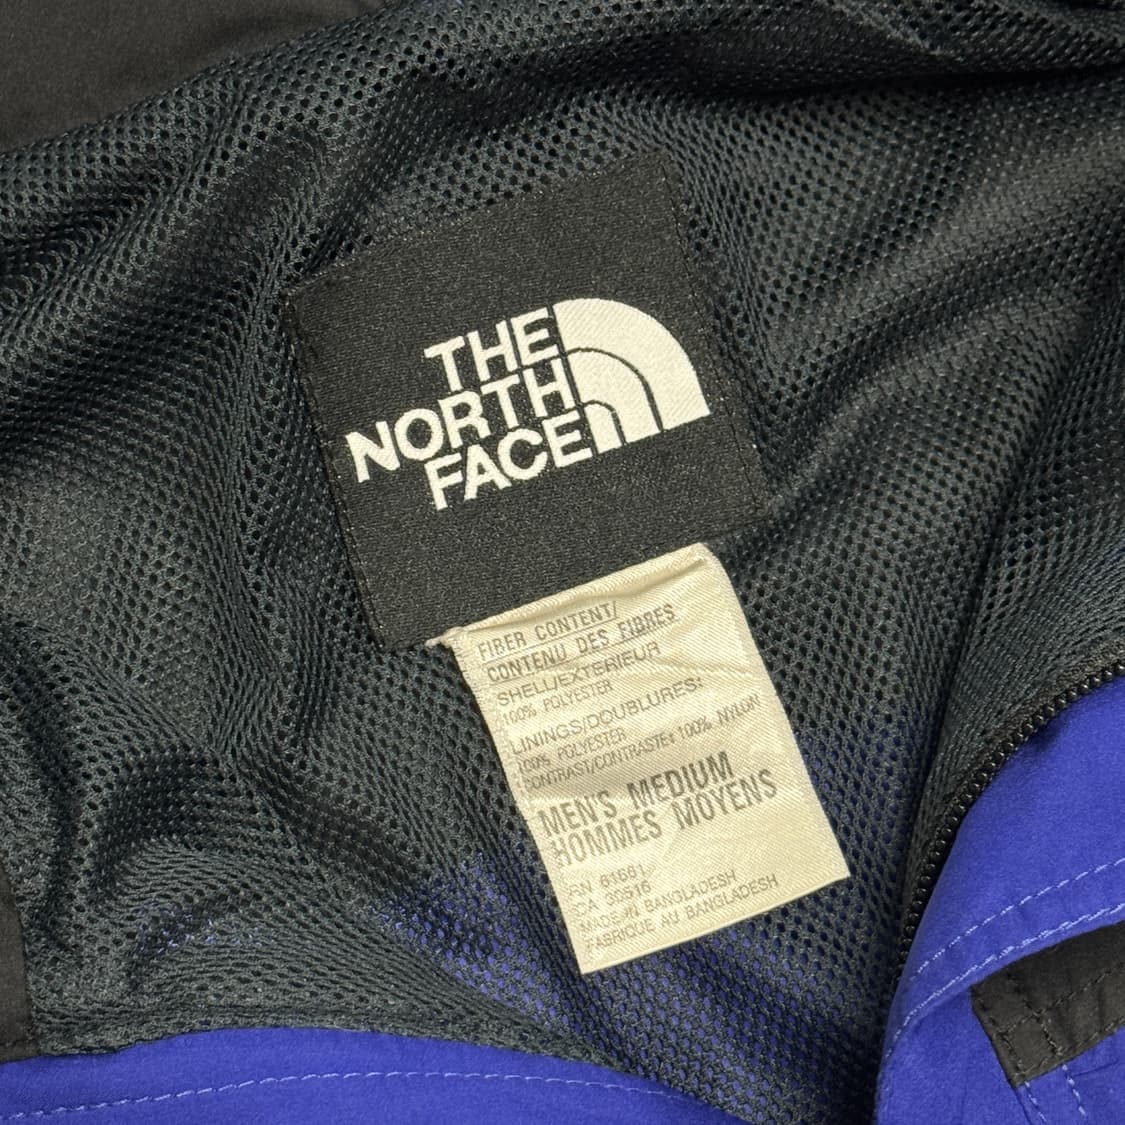 THE
NORTH
FACE
FIBER CONTENT/
CONTENU DES FIBRES
SHELL/EXTERIEUR
100% POLYESTER
LININGS/DOUBLURES:
100% POLYESTER
CONTRAST/CONTRASTE: 100% NYLON
MEN'S MEDIUM
HOMMES MOYENS
RN 61661
CA 30516
MADE IN BANGLADESH
FABRIQUE AU BANGLADESH